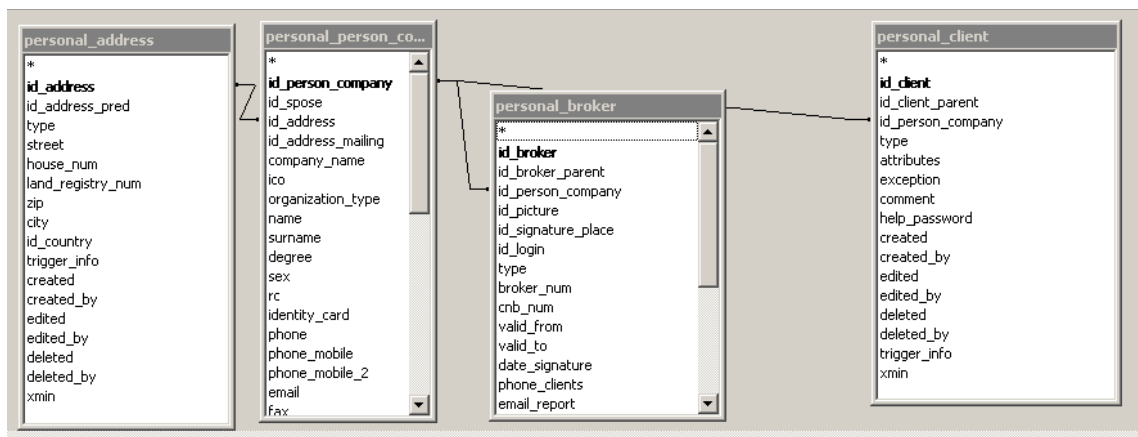 personal_address
*
id_address
id_address_pred
type
street
house_num
land_registry_num
zip
city
id_country
trigger_info
created
created_by
edited
edited_by
deleted
deleted_by
xmin
personal_person_co...
*
id_person_company
id_spose
id_address
id_address_mailing
company_name
ico
organization_type
name
surname
degree
sex
rc
identity_card
phone
phone_mobile
phone_mobile_2
email
fax
personal_broker
*
id_broker
id_broker_parent
id_person_company
id_picture
id_signature_place
id_login
type
broker_num
cnb_num
valid_from
valid_to
date_signature
phone_clients
email_report
personal_client
*
id_client
id_client_parent
id_person_company
type
attributes
exception
comment
help_password
created
created_by
edited
edited_by
deleted
deleted_by
trigger_info
xmin